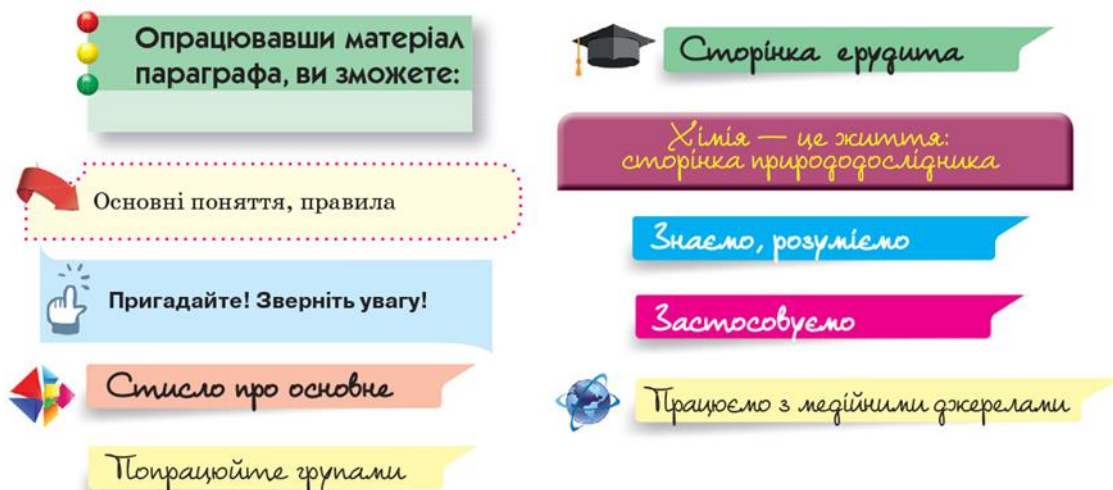 Опрацювавши матеріал
параграфа, ви зможете:
Основні поняття, правила
Пригадайте! Зверніть увагу!
Стисло про основне
Попрацюйте групами
Сторінка ерудита
Хімія — це життя:
сторінка природодослідника
Знаємо, розуміємо
Застосовуємо
Працюємо з медійними джерелами